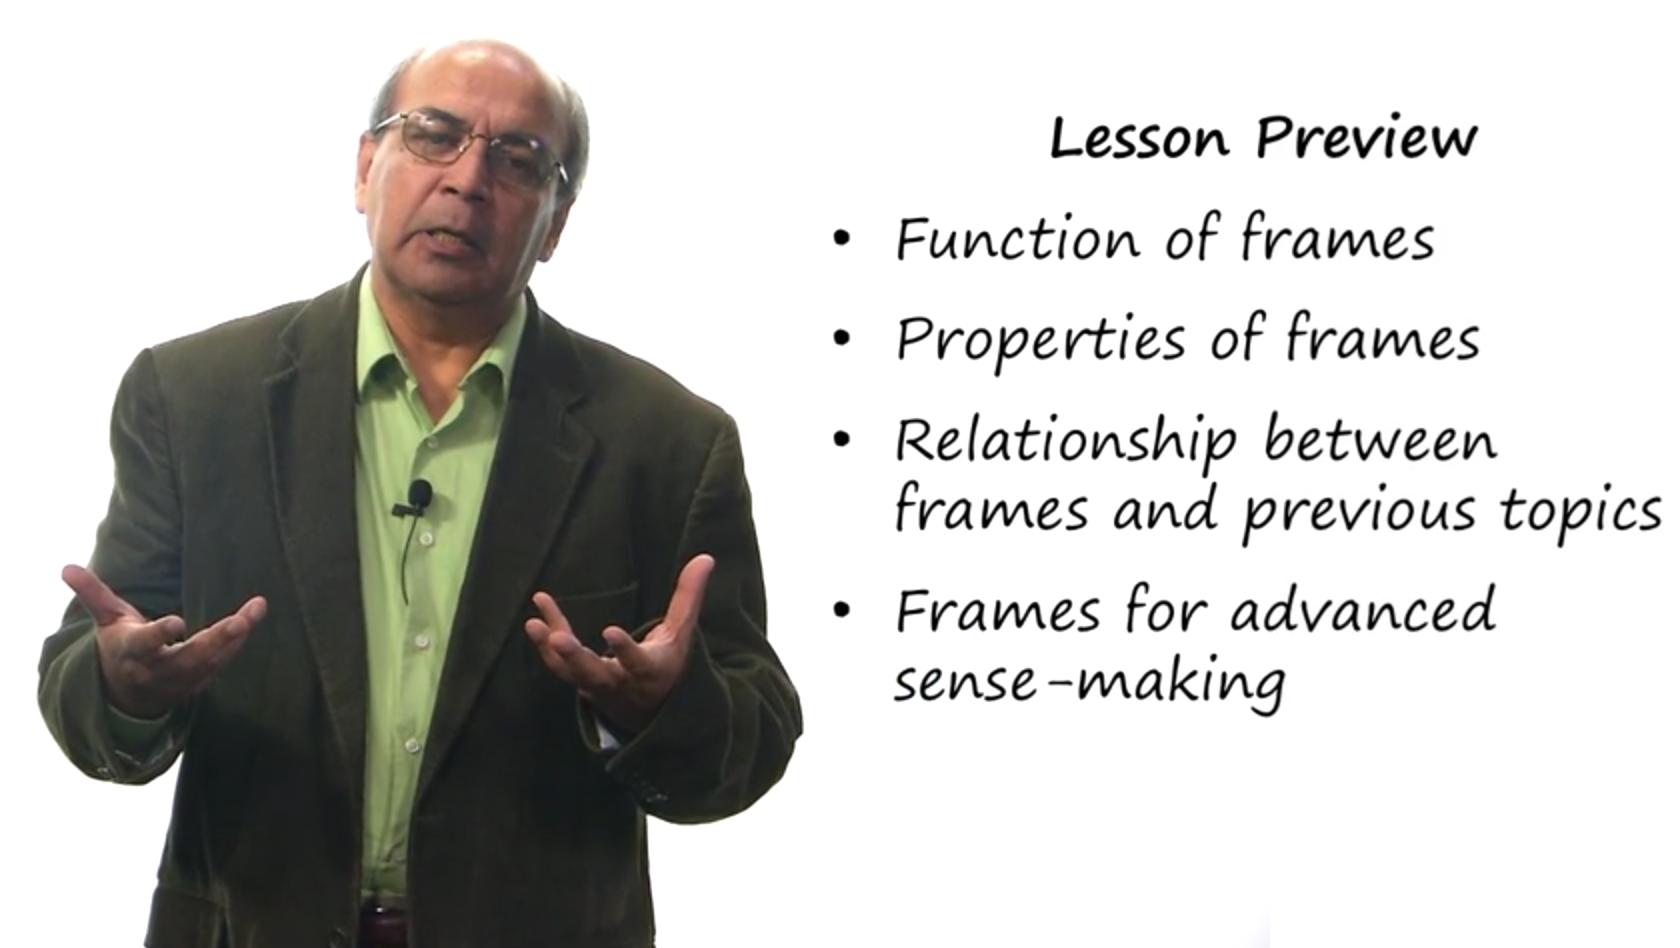 Lesson Preview
• Function of frames
• Properties of frames
• Relationship between
frames and previous topics
• Frames for advanced
sense-making